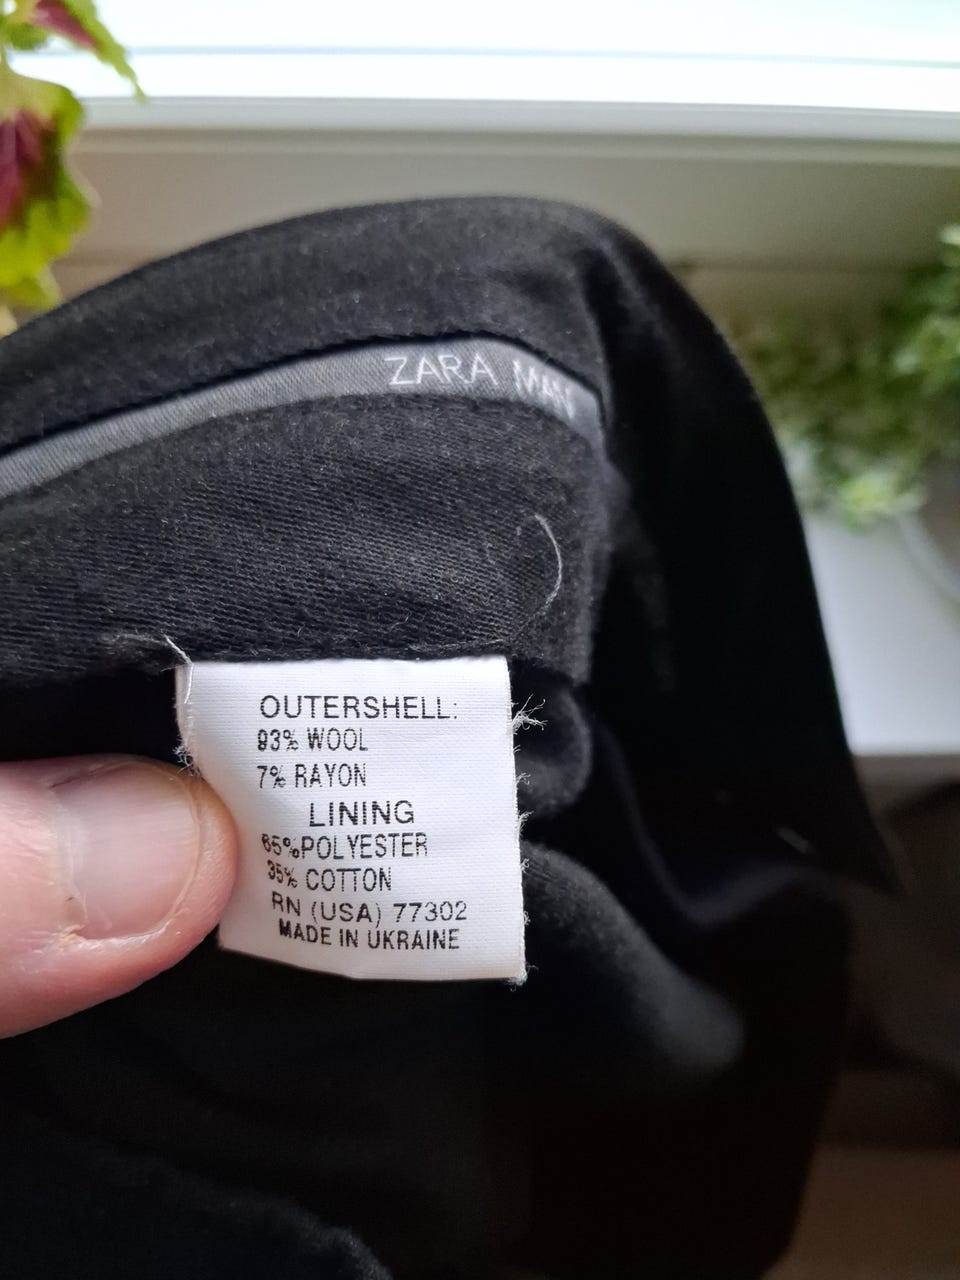 ZARA MAN
OUTERSHELL:
93% WOOL
7% RAYON
LINING
65%POLYESTER
35% COTTON
RN (USA) 77302
MADE IN UKRAINE